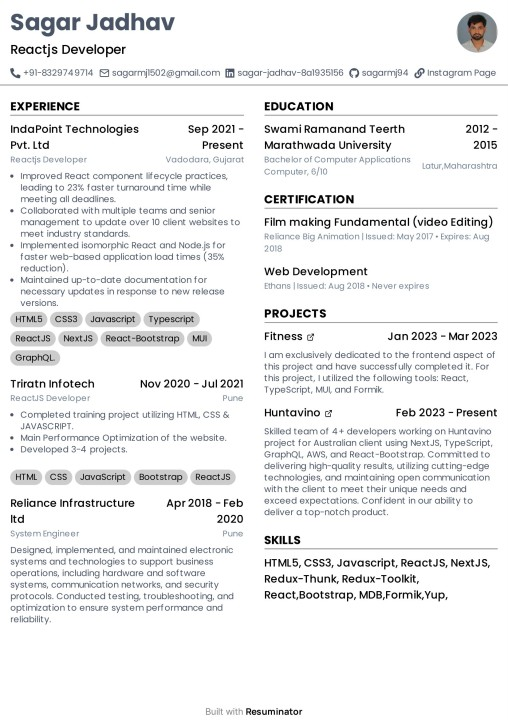 Sagar Jadhav
Reactjs Developer
+91-8329749714 sagarmj1502@gmail.com sagar-jadhav-8a1935156 sagarmj94 Instagram Page
EXPERIENCE
IndaPoint Technologies Sep 2021 -
Pvt. Ltd Present
Reactjs Developer Vadodara, Gujarat
• Improved React component lifecycle practices,
leading to 23% faster turnaround time while
meeting all deadlines.
• Collaborated with multiple teams and senior
management to update over 10 client websites to
meet industry standards.
• Implemented isomorphic React and Node.js for
faster web-based application load times (35%
reduction).
• Maintained up-to-date documentation for
necessary updates in response to new release
versions.
HTML5 CSS3 Javascript Typescript
ReactJS NextJS React-Bootstrap MUI
GraphQL.
Triratn Infotech Nov 2020 - Jul 2021
ReactJS Developer Pune
• Completed training project utilizing HTML, CSS &
JAVASCRIPT.
• Main Performance Optimization of the website.
• Developed 3-4 projects.
HTML CSS JavaScript Bootstrap ReactJS
Reliance Infrastructure Apr 2018 - Feb
ltd 2020
System Engineer Pune
Designed, implemented, and maintained electronic
systems and technologies to support business
operations, including hardware and software
systems, communication networks, and security
protocols. Conducted testing, troubleshooting, and
optimization to ensure system performance and
reliability.
EDUCATION
Swami Ramanand Teerth 2012 -
Marathwada University 2015
Bachelor of Computer Applications
Computer, 6/10 Latur,Maharashtra
CERTIFICATION
Film making Fundamental (video Editing)
Reliance Big Animation | Issued: May 2017 • Expires: Aug
2018
Web Development
Ethans | Issued: Aug 2018 • Never expires
PROJECTS
Fitness Jan 2023 - Mar 2023
I am exclusively dedicated to the frontend aspect of
this project and have successfully completed it. For
this project, I utilized the following tools: React,
TypeScript, MUI, and Formik.
Huntavino Feb 2023 - Present
Skilled team of 4+ developers working on Huntavino
project for Australian client using NextJS, TypeScript,
GraphQL, AWS, and React-Bootstrap. Committed to
delivering high-quality results, utilizing cutting-edge
technologies, and maintaining open communication
with the client to meet their unique needs and
exceed expectations. Confident in our ability to
deliver a top-notch product.
SKILLS
HTML5, CSS3, Javascript, ReactJS, NextJS,
Redux-Thunk, Redux-Toolkit,
React,Bootstrap, MDB,Formik,Yup,
Built with Resuminator